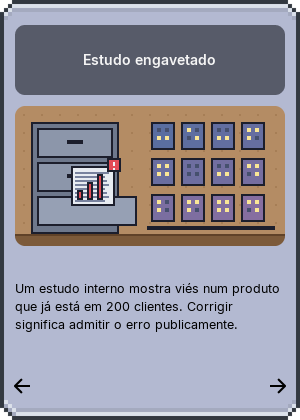 Estudo engavetado
!
Um estudo interno mostra viés num produto
que já está em 200 clientes. Corrigir
significa admitir o erro publicamente.